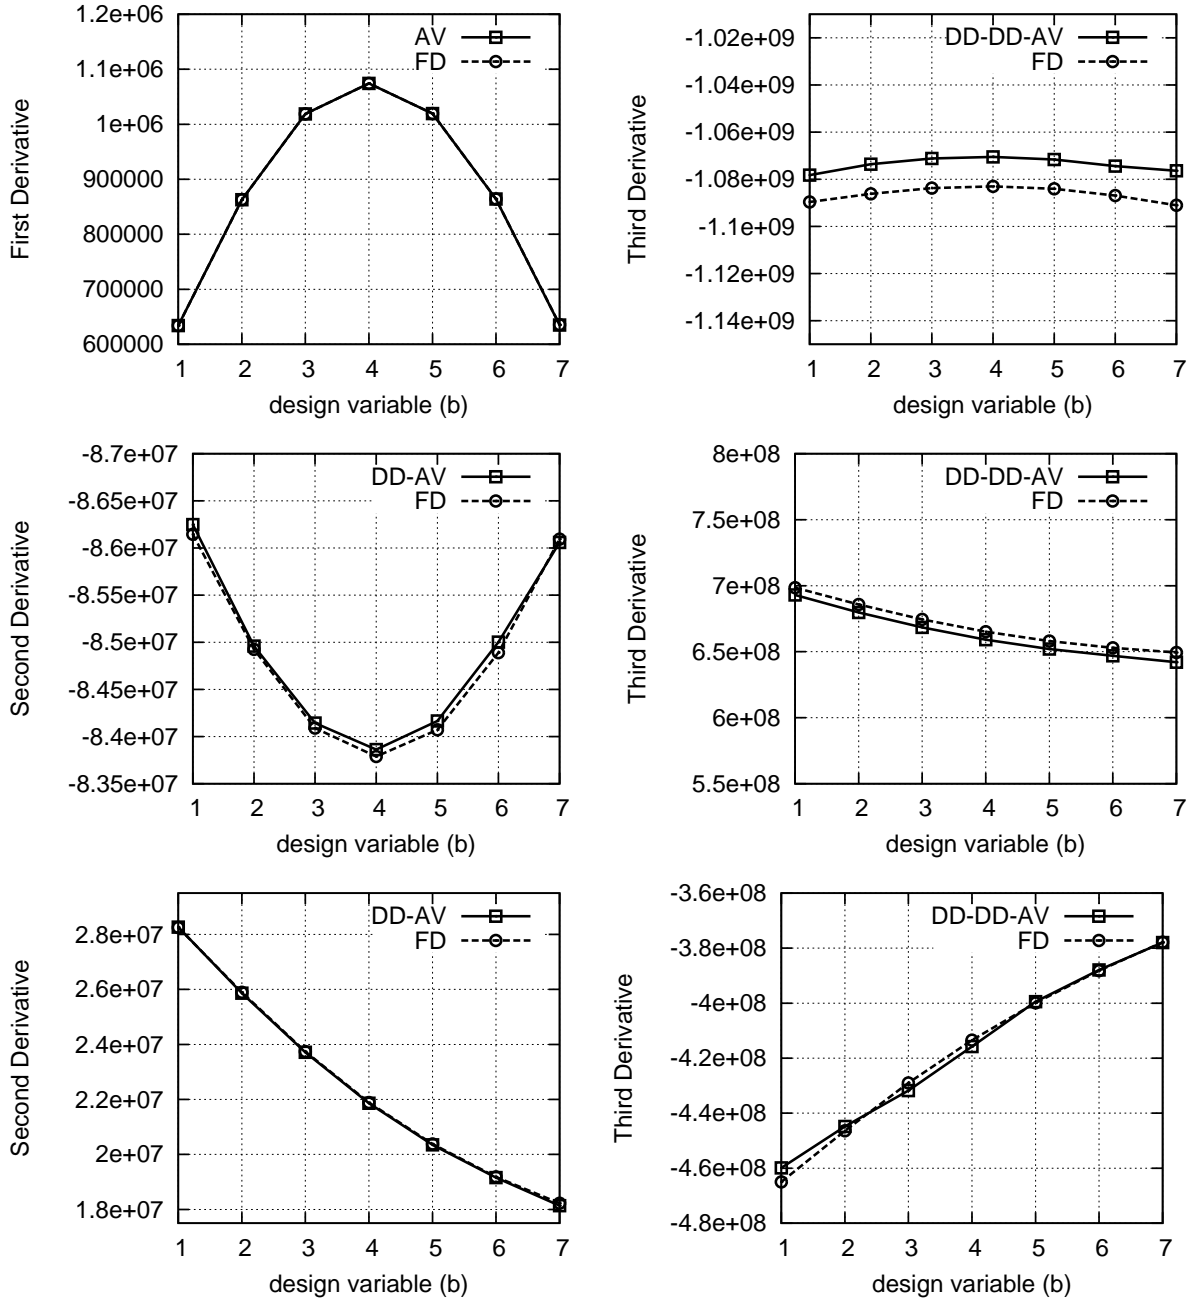 1.2e+06
1.1e+06
1e+06
900000
800000
700000
600000
First Derivative
AV
FD
1 2 3 4 5 6 7
design variable (b)
-1.02e+09
-1.04e+09
-1.06e+09
-1.08e+09
-1.1e+09
-1.12e+09
-1.14e+09
Third Derivative
DD-DD-AV
FD
1 2 3 4 5 6 7
design variable (b)
-8.7e+07
-8.65e+07
-8.6e+07
-8.55e+07
-8.5e+07
-8.45e+07
-8.4e+07
-8.35e+07
Second Derivative
DD-AV
FD
1 2 3 4 5 6 7
design variable (b)
8e+08
7.5e+08
7e+08
6.5e+08
6e+08
5.5e+08
Third Derivative
DD-DD-AV
FD
1 2 3 4 5 6 7
design variable (b)
2.8e+07
2.6e+07
2.4e+07
2.2e+07
2e+07
1.8e+07
Second Derivative
DD-AV
FD
1 2 3 4 5 6 7
design variable (b)
-3.6e+08
-3.8e+08
-4e+08
-4.2e+08
-4.4e+08
-4.6e+08
-4.8e+08
Third Derivative
DD-DD-AV
FD
1 2 3 4 5 6 7
design variable (b)